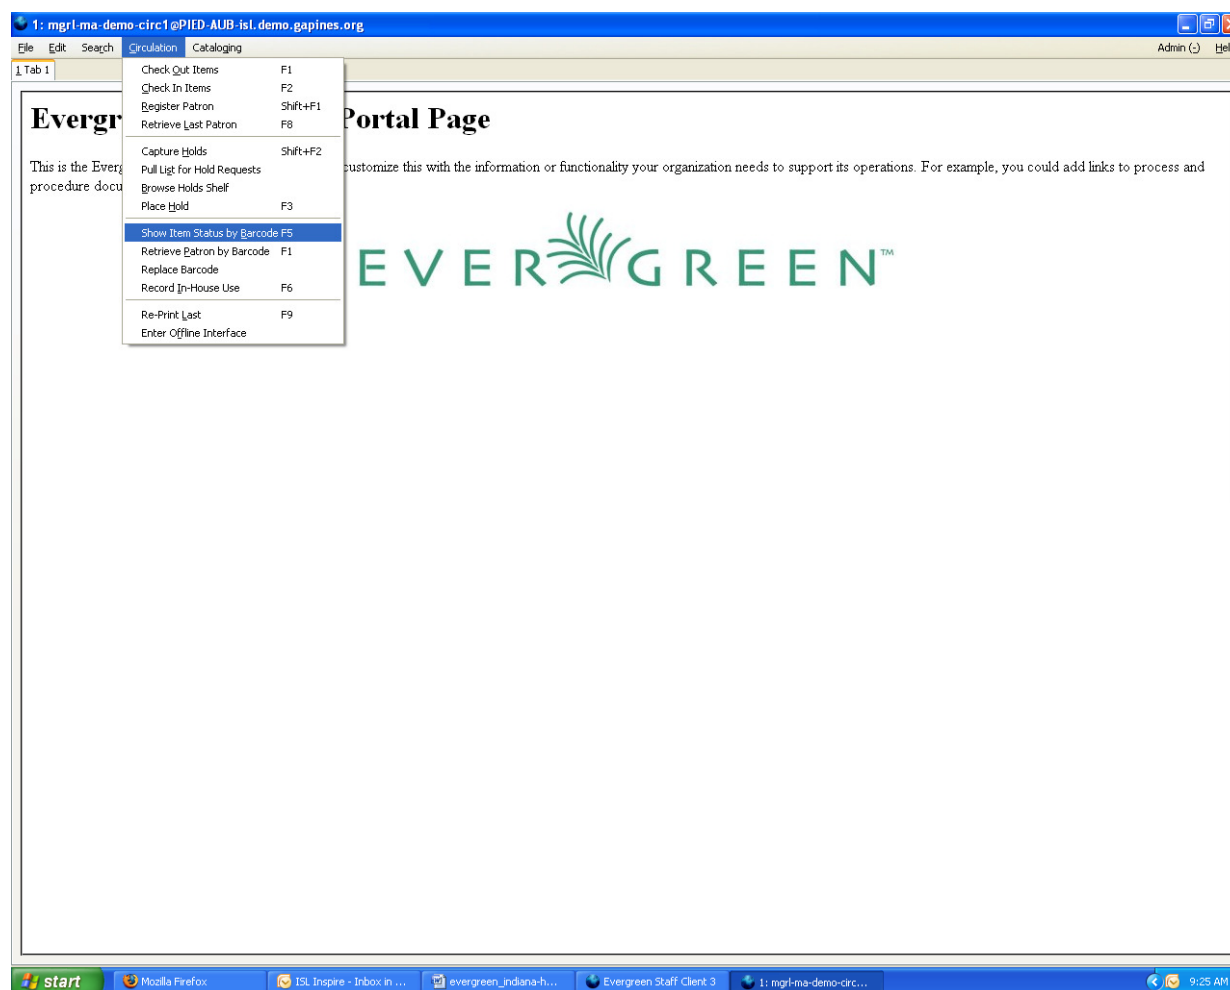 1: mgrl-ma-demo-circ1@PIED-AUB-isl.demo.gapines.org
File Edit Search Circulation Cataloging Admin (-) Hel
1 Tab 1
Check Out Items F1
Check In Items F2
Register Patron Shift+F1
Retrieve Last Patron F8
Capture Holds Shift+F2
Pull List for Hold Requests
Browse Holds Shelf
Place Hold F3
Show Item Status by Barcode F5
Retrieve Patron by Barcode F1
Replace Barcode
Record In-House Use F6
Re-Print Last F9
Enter Offline Interface
Evergr Portal Page
This is the Everg customize this with the information or functionality your organization needs to support its operations. For example, you could add links to process and
procedure docu
EVERGREEN™
start Mozilla Firefox ISL Inspire - Inbox in ... evergreen_indiana-h... Evergreen Staff Client 3 1: mgrl-ma-demo-circ... 9:25 AM